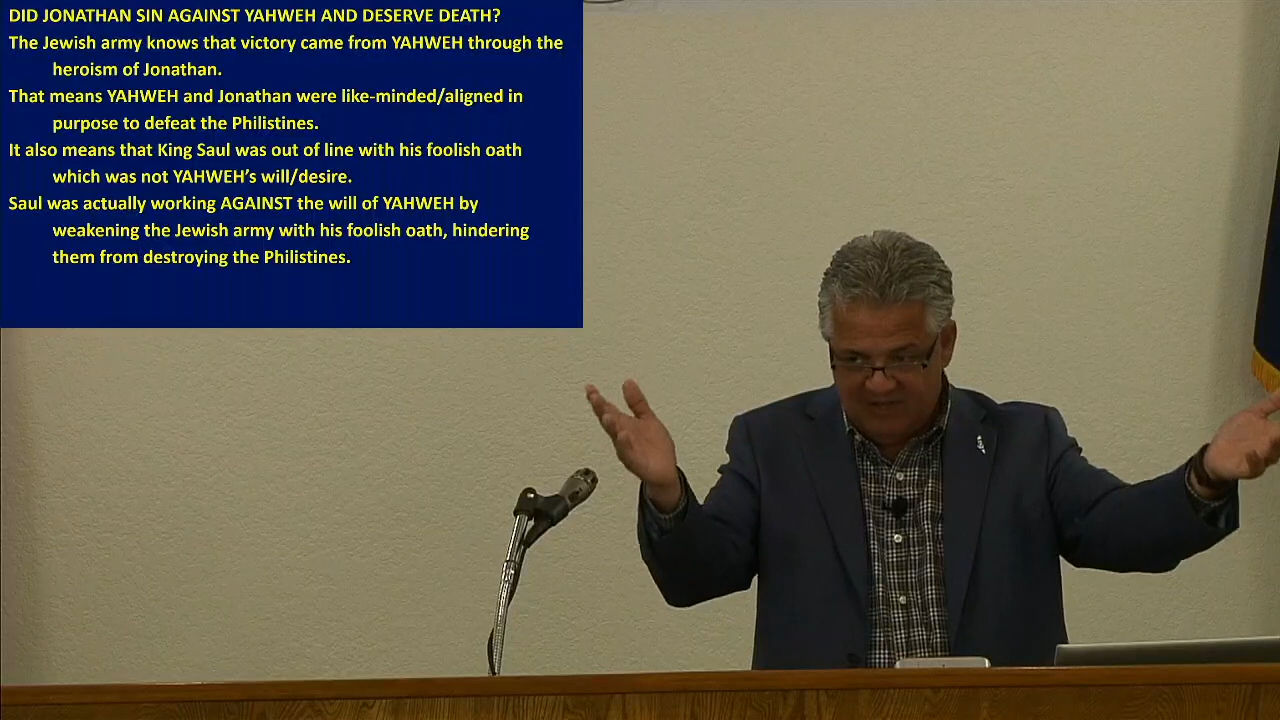 DID JONATHAN SIN AGAINST YAHWEH AND DESERVE DEATH?
The Jewish army knows that victory came from YAHWEH through the
heroism of Jonathan.
That means YAHWEH and Jonathan were like-minded/aligned in
purpose to defeat the Philistines.
It also means that King Saul was out of line with his foolish oath
which was not YAHWEH’s will/desire.
Saul was actually working AGAINST the will of YAHWEH by
weakening the Jewish army with his foolish oath, hindering
them from destroying the Philistines.